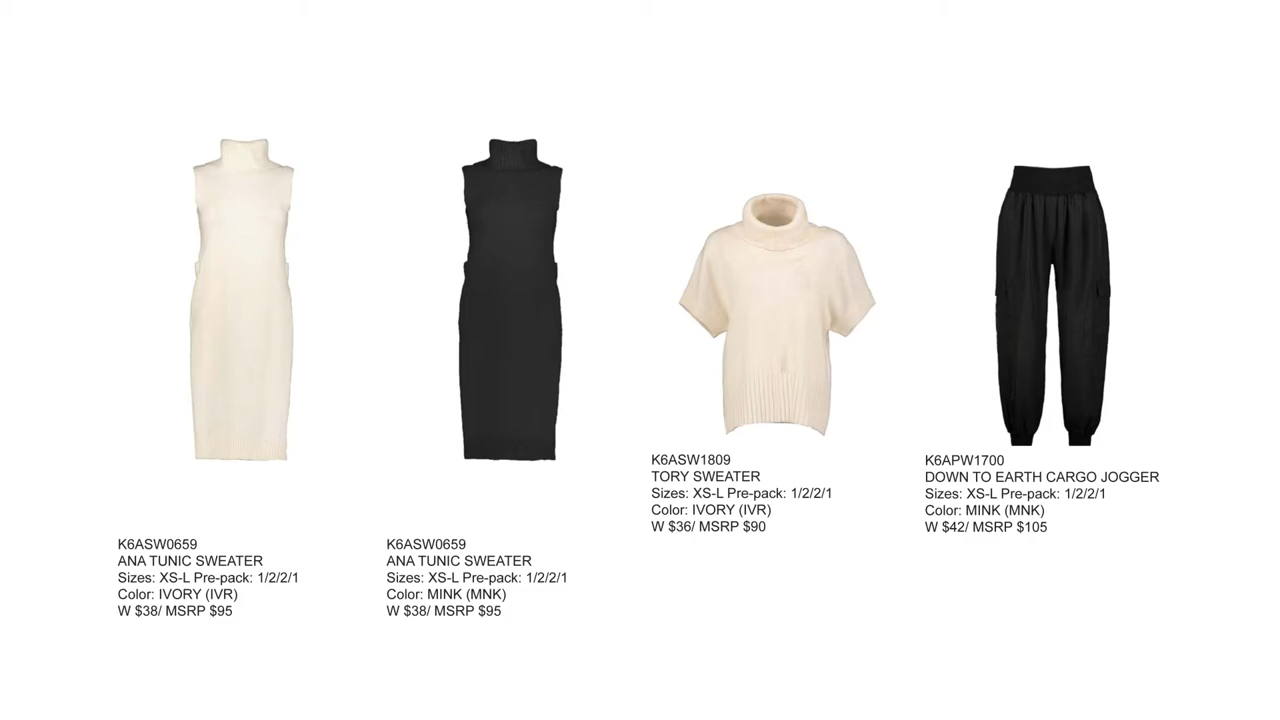 K6ASW0659
ANA TUNIC SWEATER
Sizes: XS-L Pre-pack: 1/2/2/1
Color: IVORY (IVR)
W $38/ MSRP $95
K6ASW0659
ANA TUNIC SWEATER
Sizes: XS-L Pre-pack: 1/2/2/1
Color: MINK (MNK)
W $38/ MSRP $95
K6ASW1809
TORY SWEATER
Sizes: XS-L Pre-pack: 1/2/2/1
Color: IVORY (IVR)
W $36/ MSRP $90
K6APW1700
DOWN TO EARTH CARGO JOGGER
Sizes: XS-L Pre-pack: 1/2/2/1
Color: MINK (MNK)
W $42/ MSRP $105